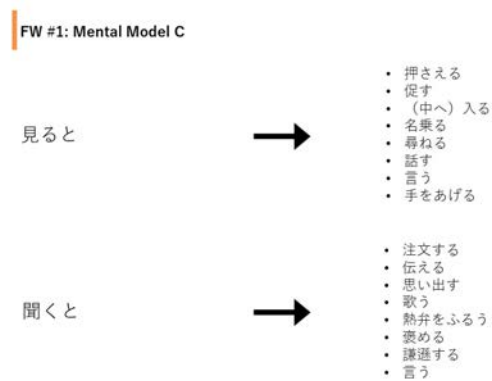 FW #1: Mental Model C
見ると
• 押さえる
• 促す
• （中へ）入る
• 名乗る
• 尋ねる
• 話す
• 言う
• 手をあげる
聞くと
• 注文する
• 伝える
• 思い出す
• 歌う
• 熱弁をふるう
• 褒める
• 謙遜する
• 言う